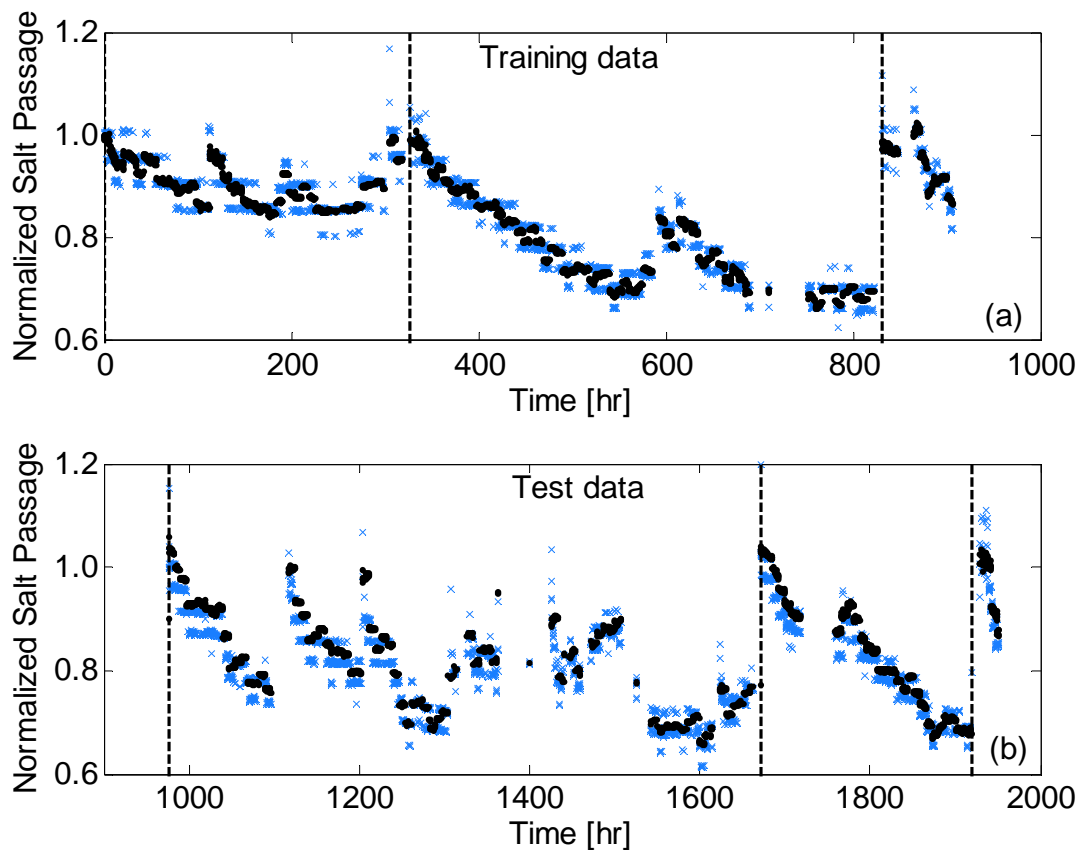 Normalized Salt Passage
1.2
1.0
0.8
0.6
Training data
(a)
0 200 400 600 800 1000
Time [hr]
Normalized Salt Passage
1.2
1.0
0.8
0.6
Test data
(b)
1000 1200 1400 1600 1800 2000
Time [hr]